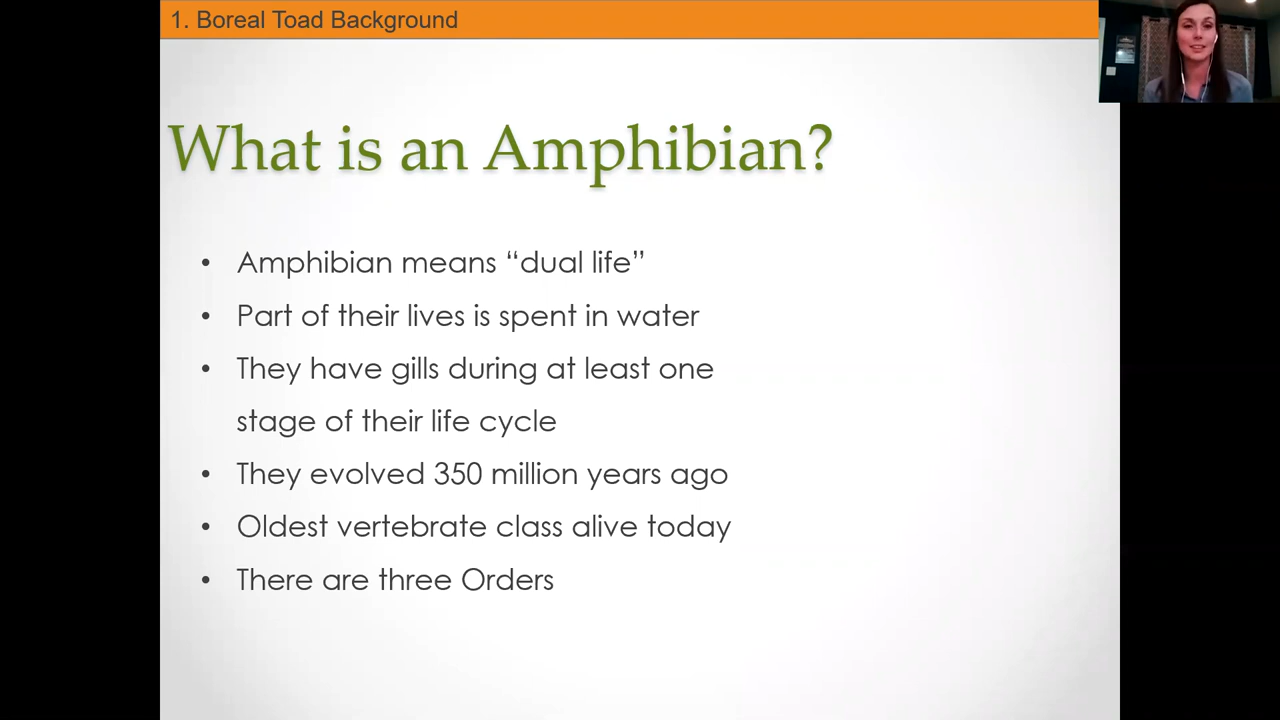 1. Boreal Toad Background
What is an Amphibian?
• Amphibian means “dual life”
• Part of their lives is spent in water
• They have gills during at least one
stage of their life cycle
• They evolved 350 million years ago
• Oldest vertebrate class alive today
• There are three Orders